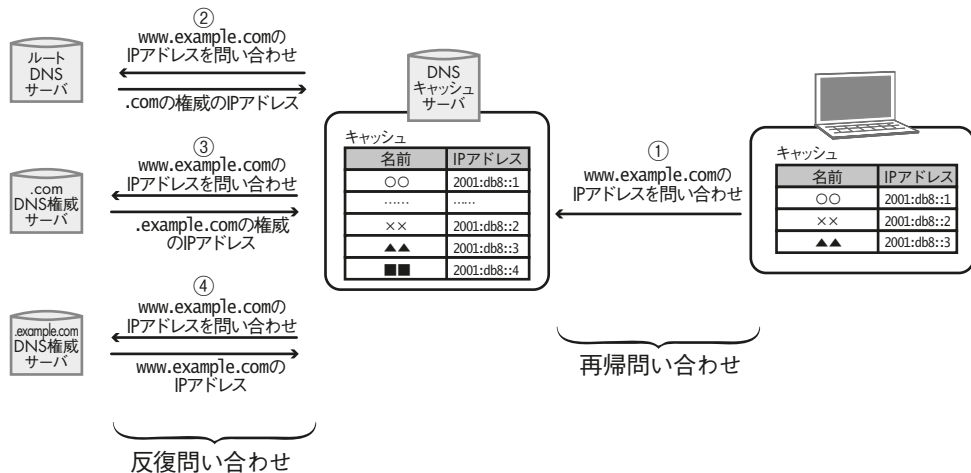 ②
www.example.comの
IPアドレスを問い合わせ
ルート
DNS
サーバ
.comの権威のIPアドレス
③
www.example.comの
IPアドレスを問い合わせ
.com
DNS権威
サーバ
.example.comの権威
のIPアドレス
④
www.example.comの
IPアドレスを問い合わせ
.example.com
DNS権威
サーバ
www.example.comの
IPアドレス
反復問い合わせ
DNS
キャッシュ
サーバ
キャッシュ
名前 IPアドレス
○○ 2001:db8::1
…… ……
×× 2001:db8::2
▲▲ 2001:db8::3
■■ 2001:db8::4
①
www.example.comの
IPアドレスを問い合わせ
再帰問い合わせ
キャッシュ
名前 IPアドレス
○○ 2001:db8::1
×× 2001:db8::2
▲▲ 2001:db8::3